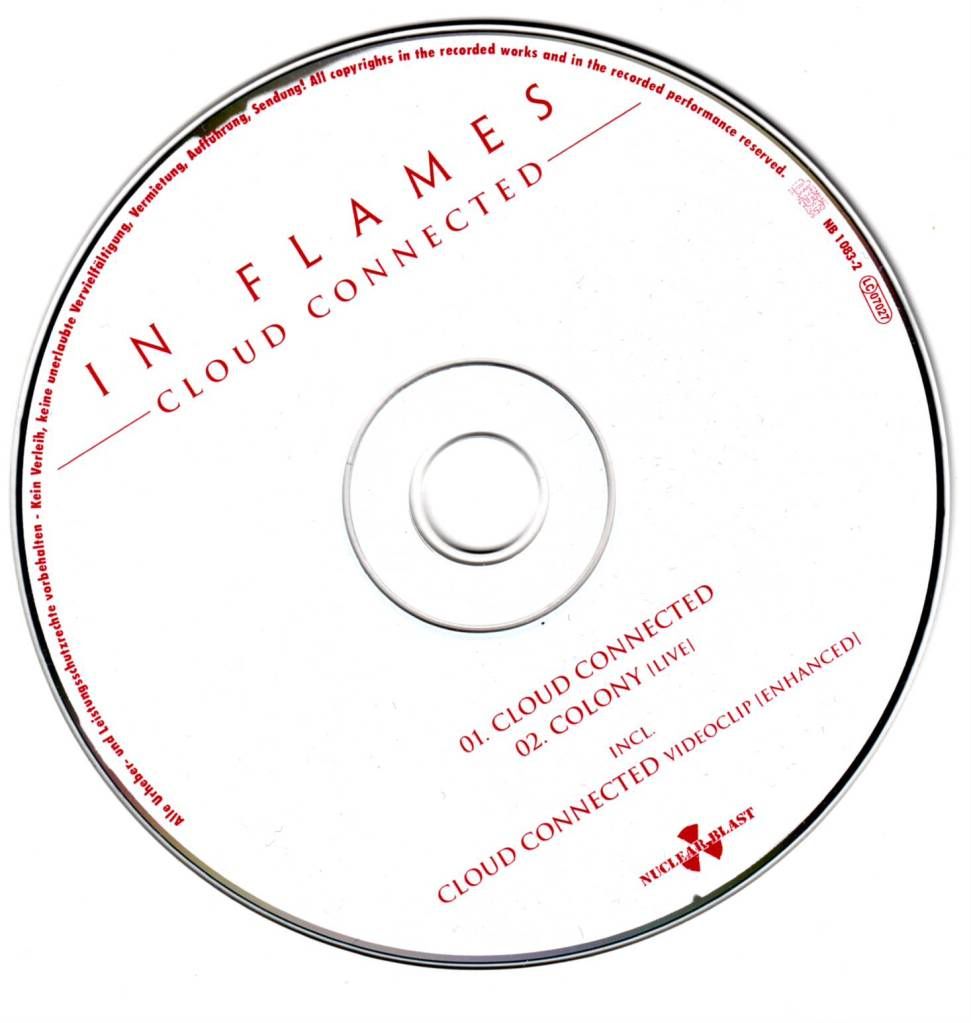 Alle Urheber- und Leistungsschutzrechte vorbehalten - Kein Verleih, keine unerlaubte Vervielfältigung, Vermietung, Aufführung, Sendung! All copyrights in the recorded works and in the recorded performance reserved.
NB 1083-2
LC 07027
IN FLAMES
CLOUD CONNECTED
01. CLOUD CONNECTED
02. COLONY |LIVE|
INCL.
CLOUD CONNECTED VIDEOCLIP |ENHANCED|
NUCLEAR BLAST